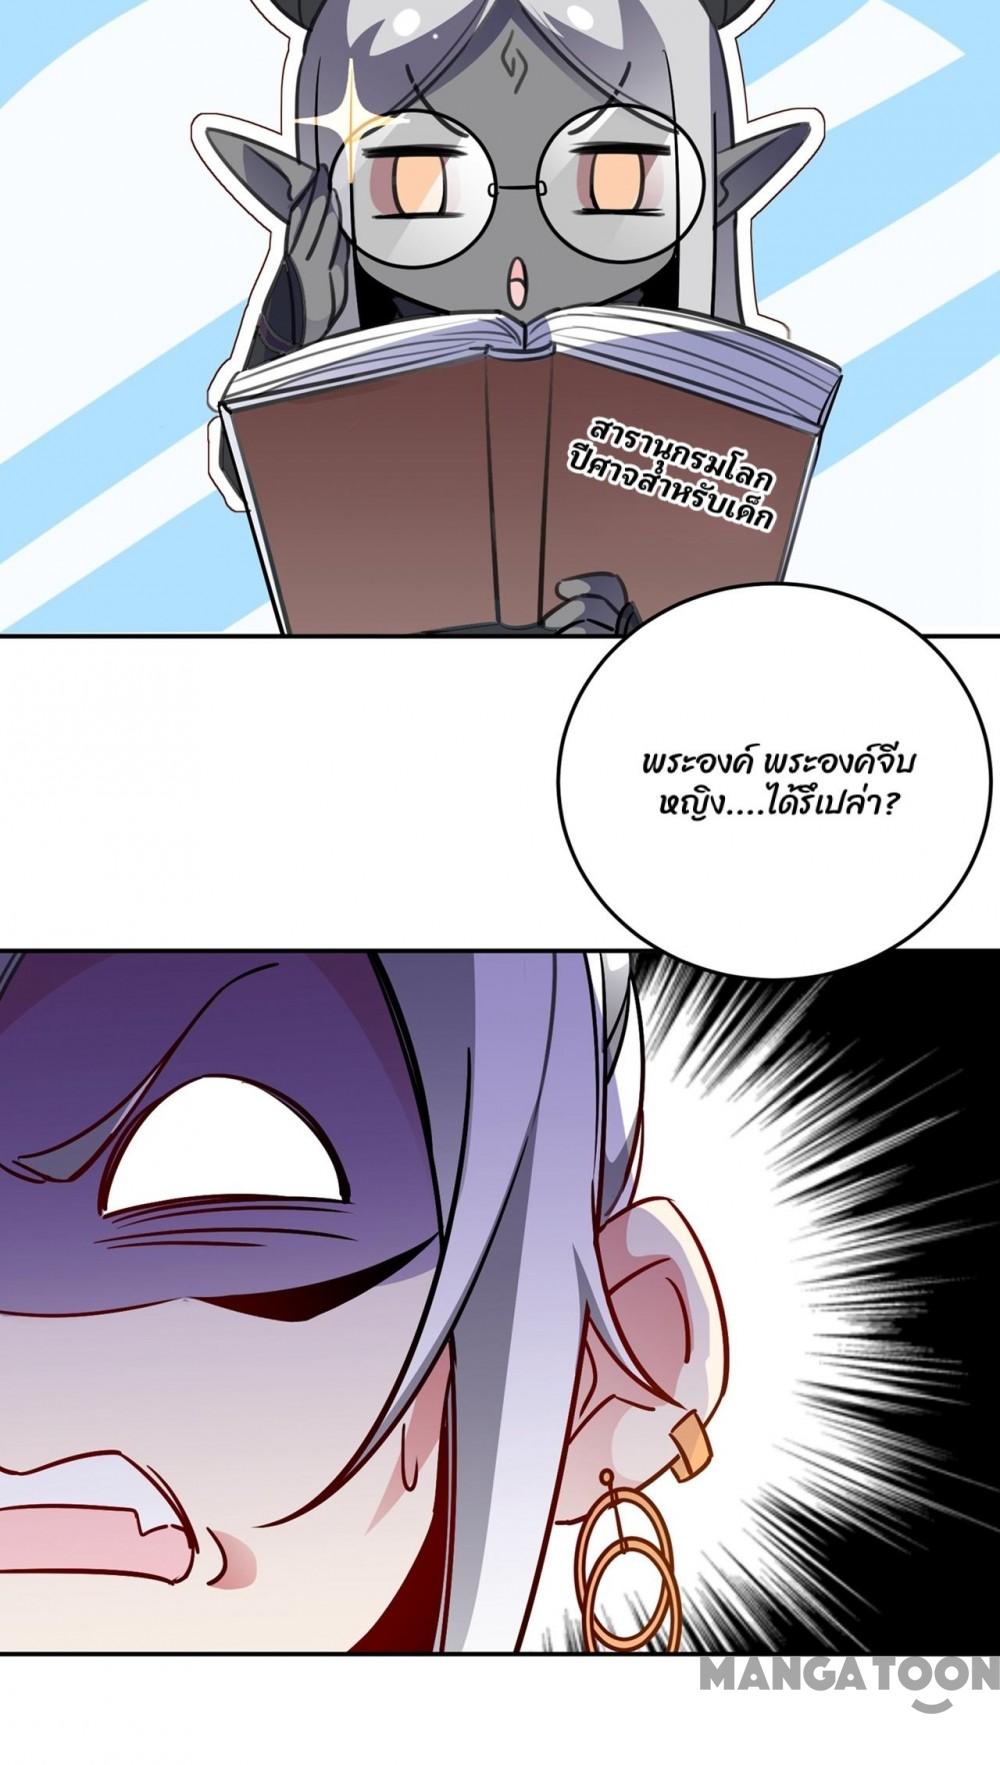 สารานุกรมโลก
ปีศาจสำหรับเด็ก
พระองค์ พระองค์จีบ
หญิง....ได้รึเปล่า?
MANGATOON